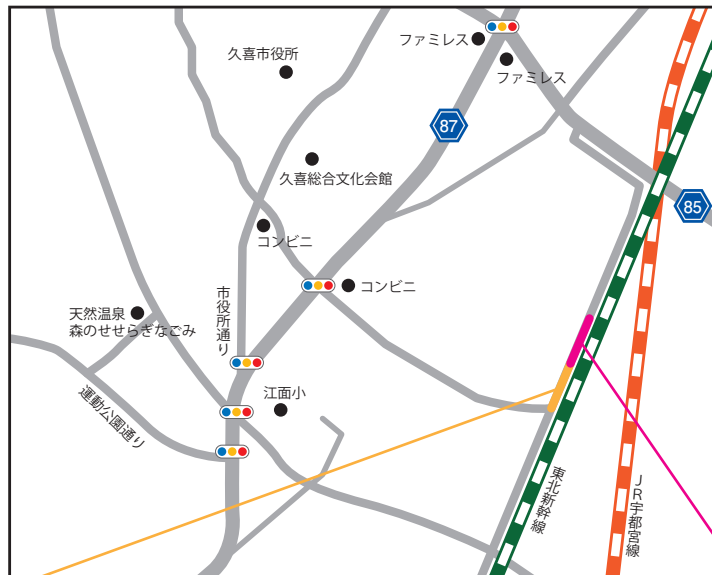 ファミレス
久喜市役所
ファミレス
87
久喜総合文化会館
85
コンビニ
コンビニ
市役所通り
天然温泉
森のせせらぎなごみ
江面小
運動公園通り
東北新幹線
JR宇都宮線